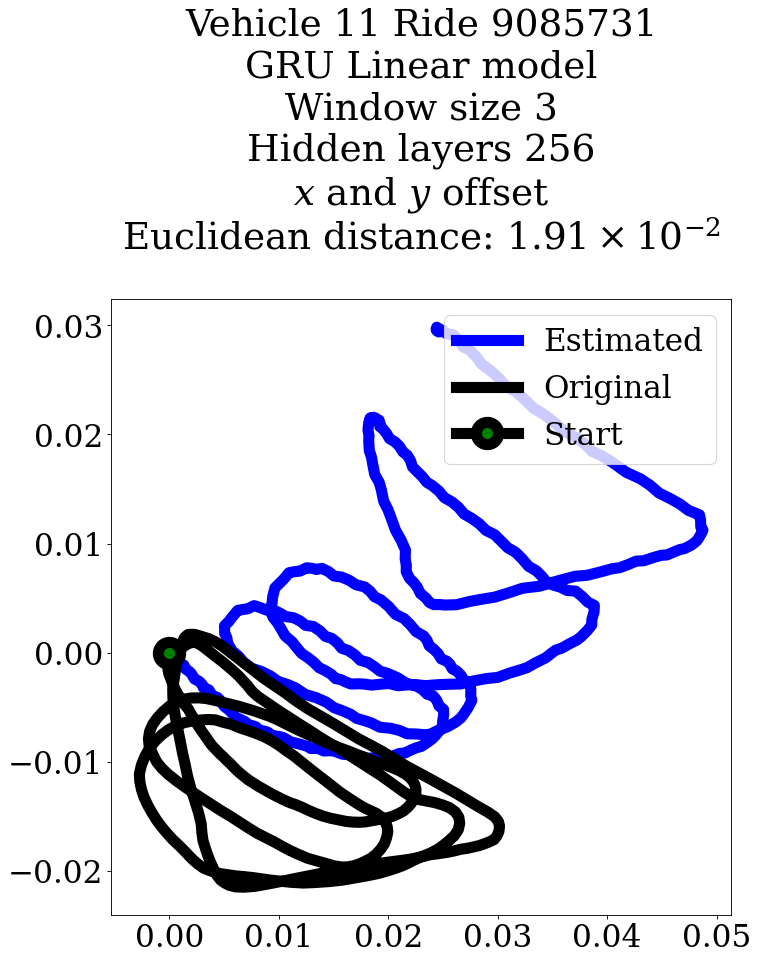 Vehicle 11 Ride 9085731
GRU Linear model
Window size 3
Hidden layers 256
x and y offset
Euclidean distance: 1.91 × 10⁻²
Estimated
Original
Start
0.03
0.02
0.01
0.00
−0.01
−0.02
0.00 0.01 0.02 0.03 0.04 0.05